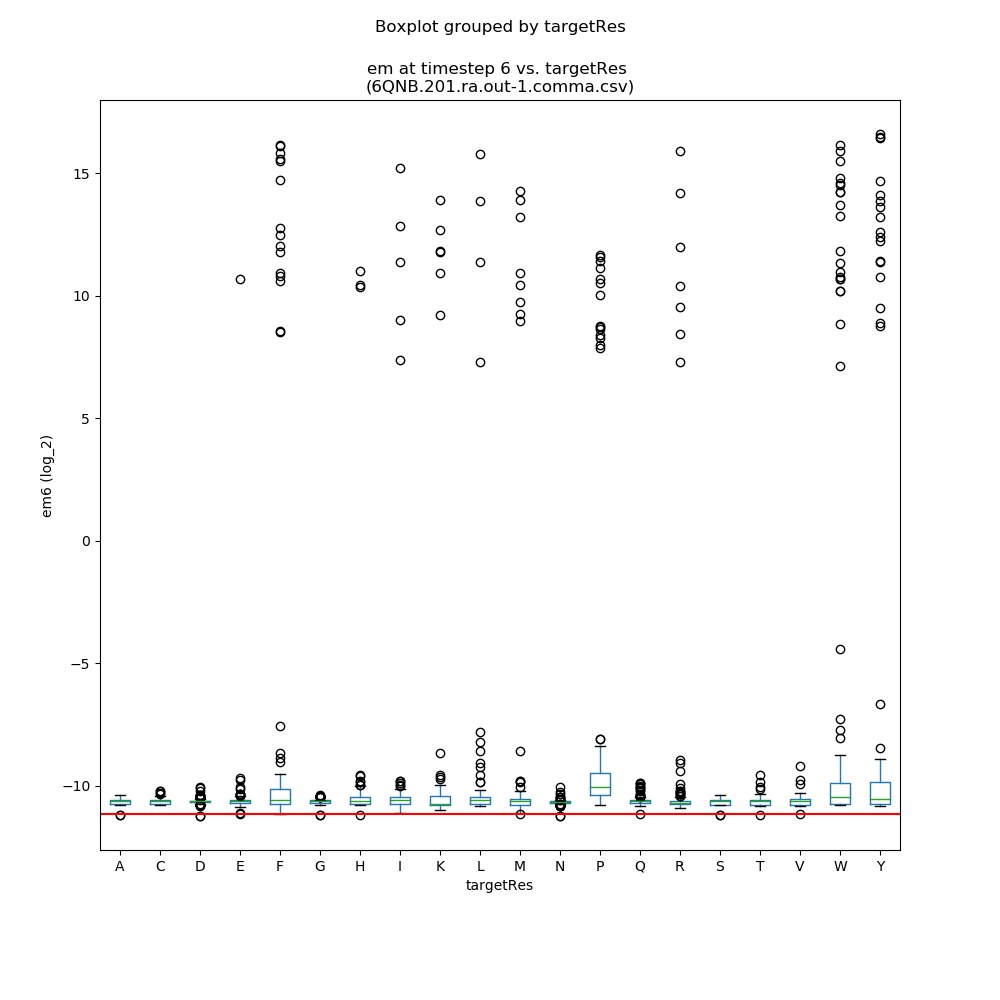 Boxplot grouped by targetRes
em at timestep 6 vs. targetRes
(6QNB.201.ra.out-1.comma.csv)
em6 (log_2)
15
10
5
0
−5
−10
A C D E F G H I K L M N P Q R S T V W Y
targetRes